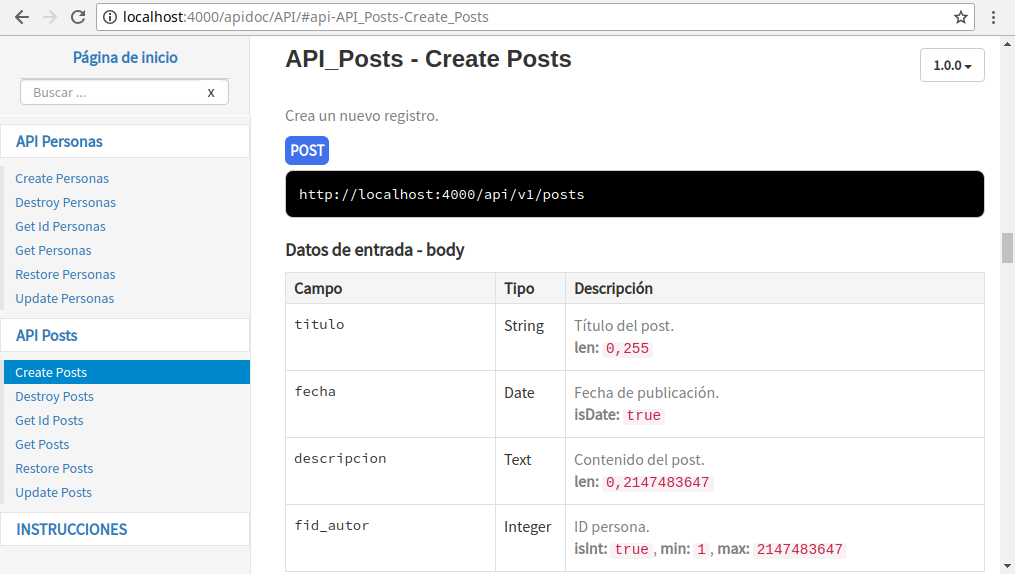 localhost:4000/apidoc/API/#api-API_Posts-Create_Posts
Página de inicio
Buscar ...
x
API Personas
Create Personas
Destroy Personas
Get Id Personas
Get Personas
Restore Personas
Update Personas
API Posts
Create Posts
Destroy Posts
Get Id Posts
Get Posts
Restore Posts
Update Posts
INSTRUCCIONES
API_Posts - Create Posts
1.0.0
Crea un nuevo registro.
POST
http://localhost:4000/api/v1/posts
Datos de entrada - body
Campo Tipo Descripción
titulo String Título del post.
len: 0,255
fecha Date Fecha de publicación.
isDate: true
descripcion Text Contenido del post.
len: 0,2147483647
fid_autor Integer ID persona.
isInt: true , min: 1 , max: 2147483647